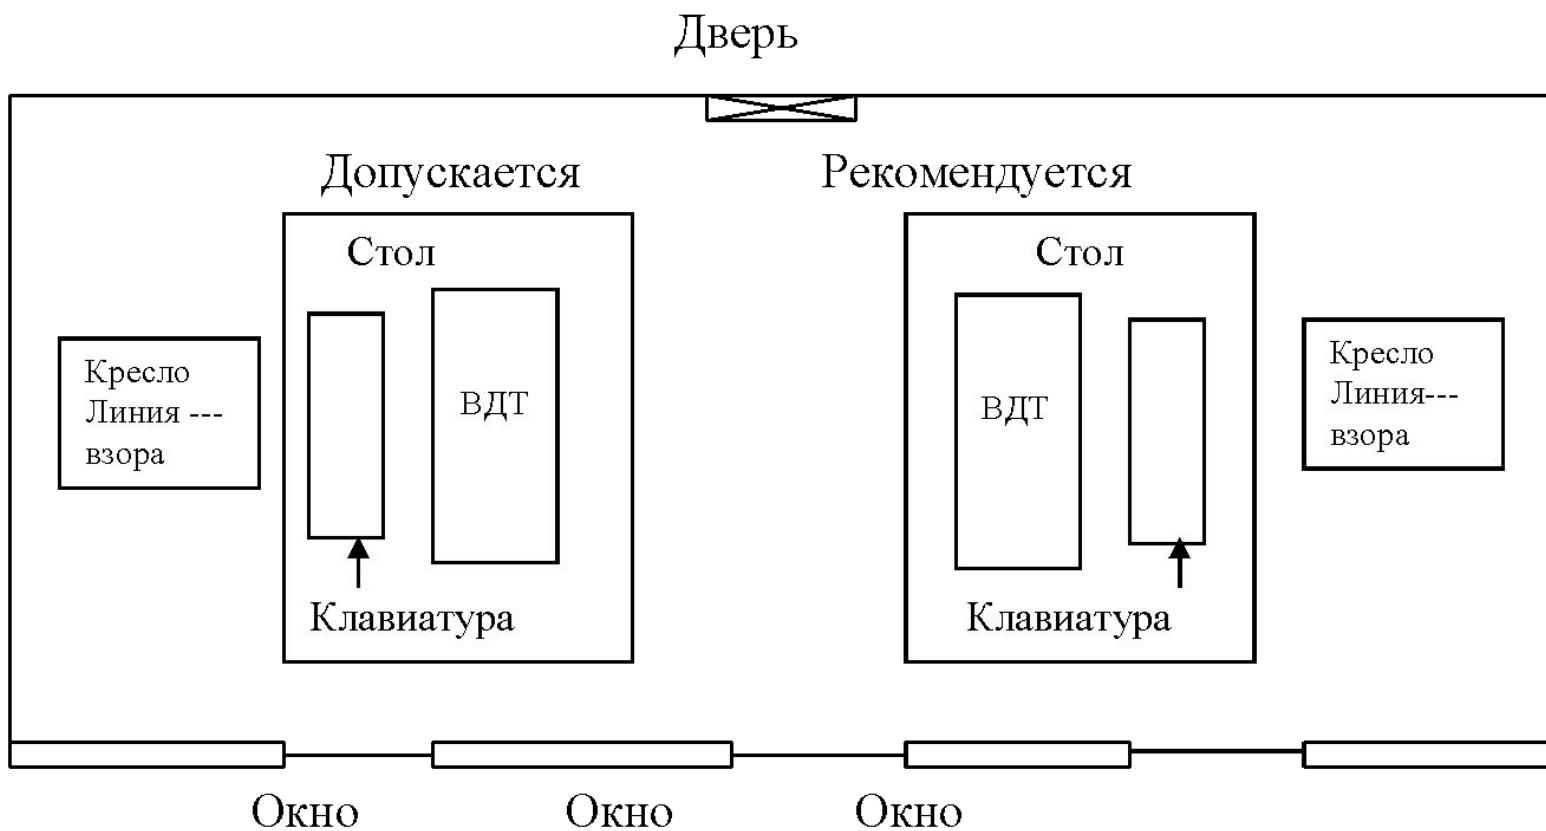 Дверь
Допускается
Рекомендуется
Стол
Стол
Кресло
Линия ---
взора
ВДТ
ВДТ
Кресло
Линия---
взора
Клавиатура
Клавиатура
Окно
Окно
Окно